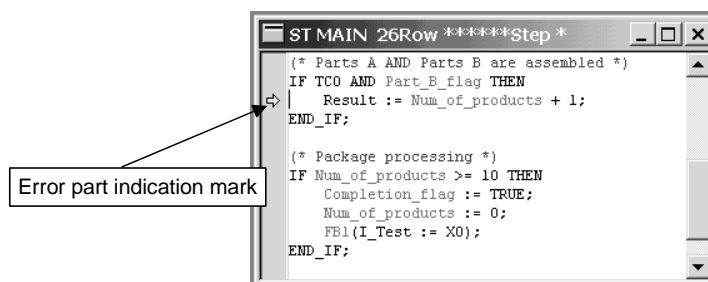 ST MAIN 26Row ******Step *
(* Parts A AND Parts B are assembled *)
IF TC0 AND Part_B_flag THEN
Result := Num_of_products + 1;
END_IF;
Error part indication mark
(* Package processing *)
IF Num_of_products >= 10 THEN
Completion_flag := TRUE;
Num_of_products := 0;
FB1(I_Test := X0);
END_IF;